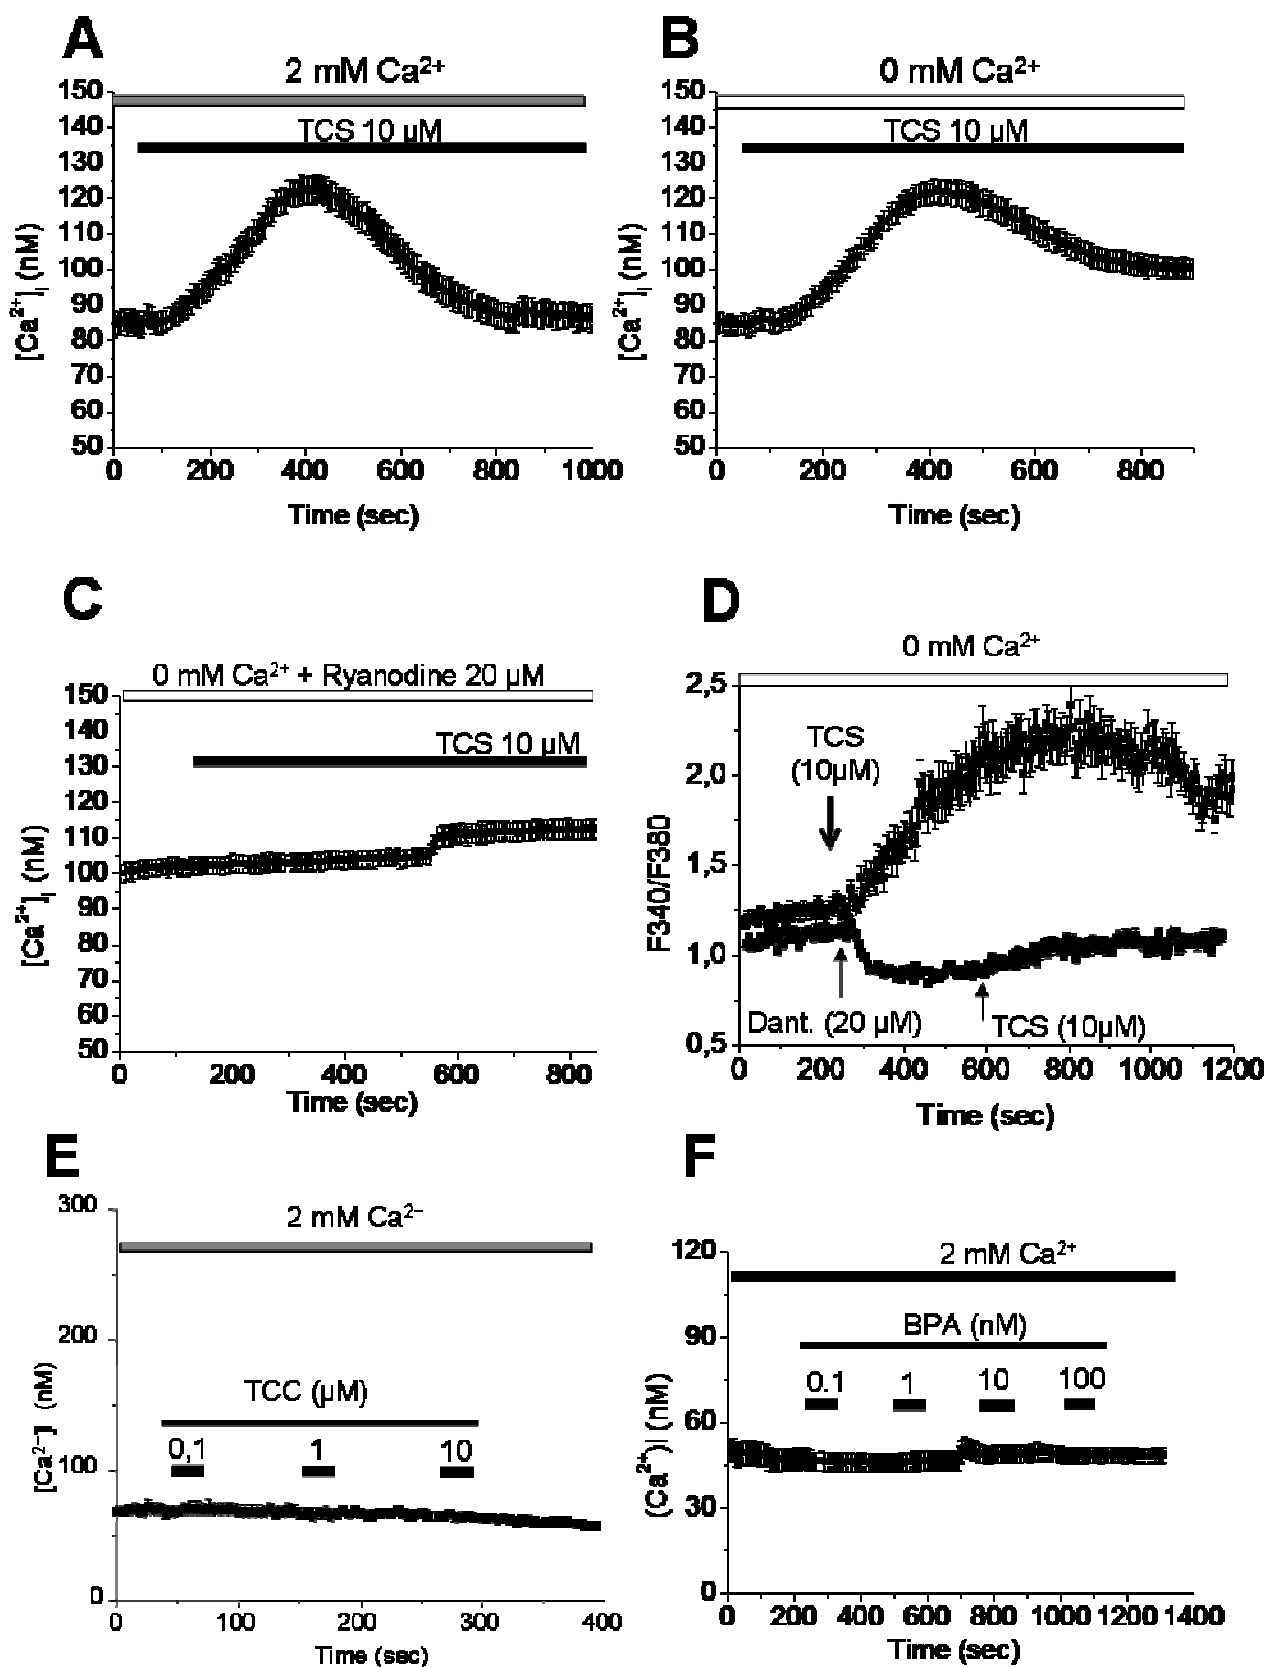 A
2 mM Ca²⁺
TCS 10 µM
150
140
130
120
110
100
90
80
70
60
50
[Ca²⁺]i (nM)
0 200 400 600 800 1000
Time (sec)
B
0 mM Ca²⁺
TCS 10 µM
150
140
130
120
110
100
90
80
70
60
50
[Ca²⁺]i (nM)
0 200 400 600 800
Time (sec)
C
0 mM Ca²⁺ + Ryanodine 20 µM
TCS 10 µM
150
140
130
120
110
100
90
80
70
60
50
[Ca²⁺]i (nM)
0 200 400 600 800
Time (sec)
D
0 mM Ca²⁺
TCS
(10µM)
Dant. (20 µM)
TCS (10µM)
2,5
2,0
1,5
1,0
0,5
F340/F380
0 200 400 600 800 1000 1200
Time (sec)
E
2 mM Ca²⁻
TCC (µM)
0,1 1 10
300
200
100
0
[Ca²⁻] (nM)
0 100 200 300 400
Time (sec)
F
2 mM Ca²⁺
BPA (nM)
0.1 1 10 100
120
90
60
30
0
(Ca²⁺)I (nM)
0 200 400 600 800 1000 1200 1400
Time (sec)